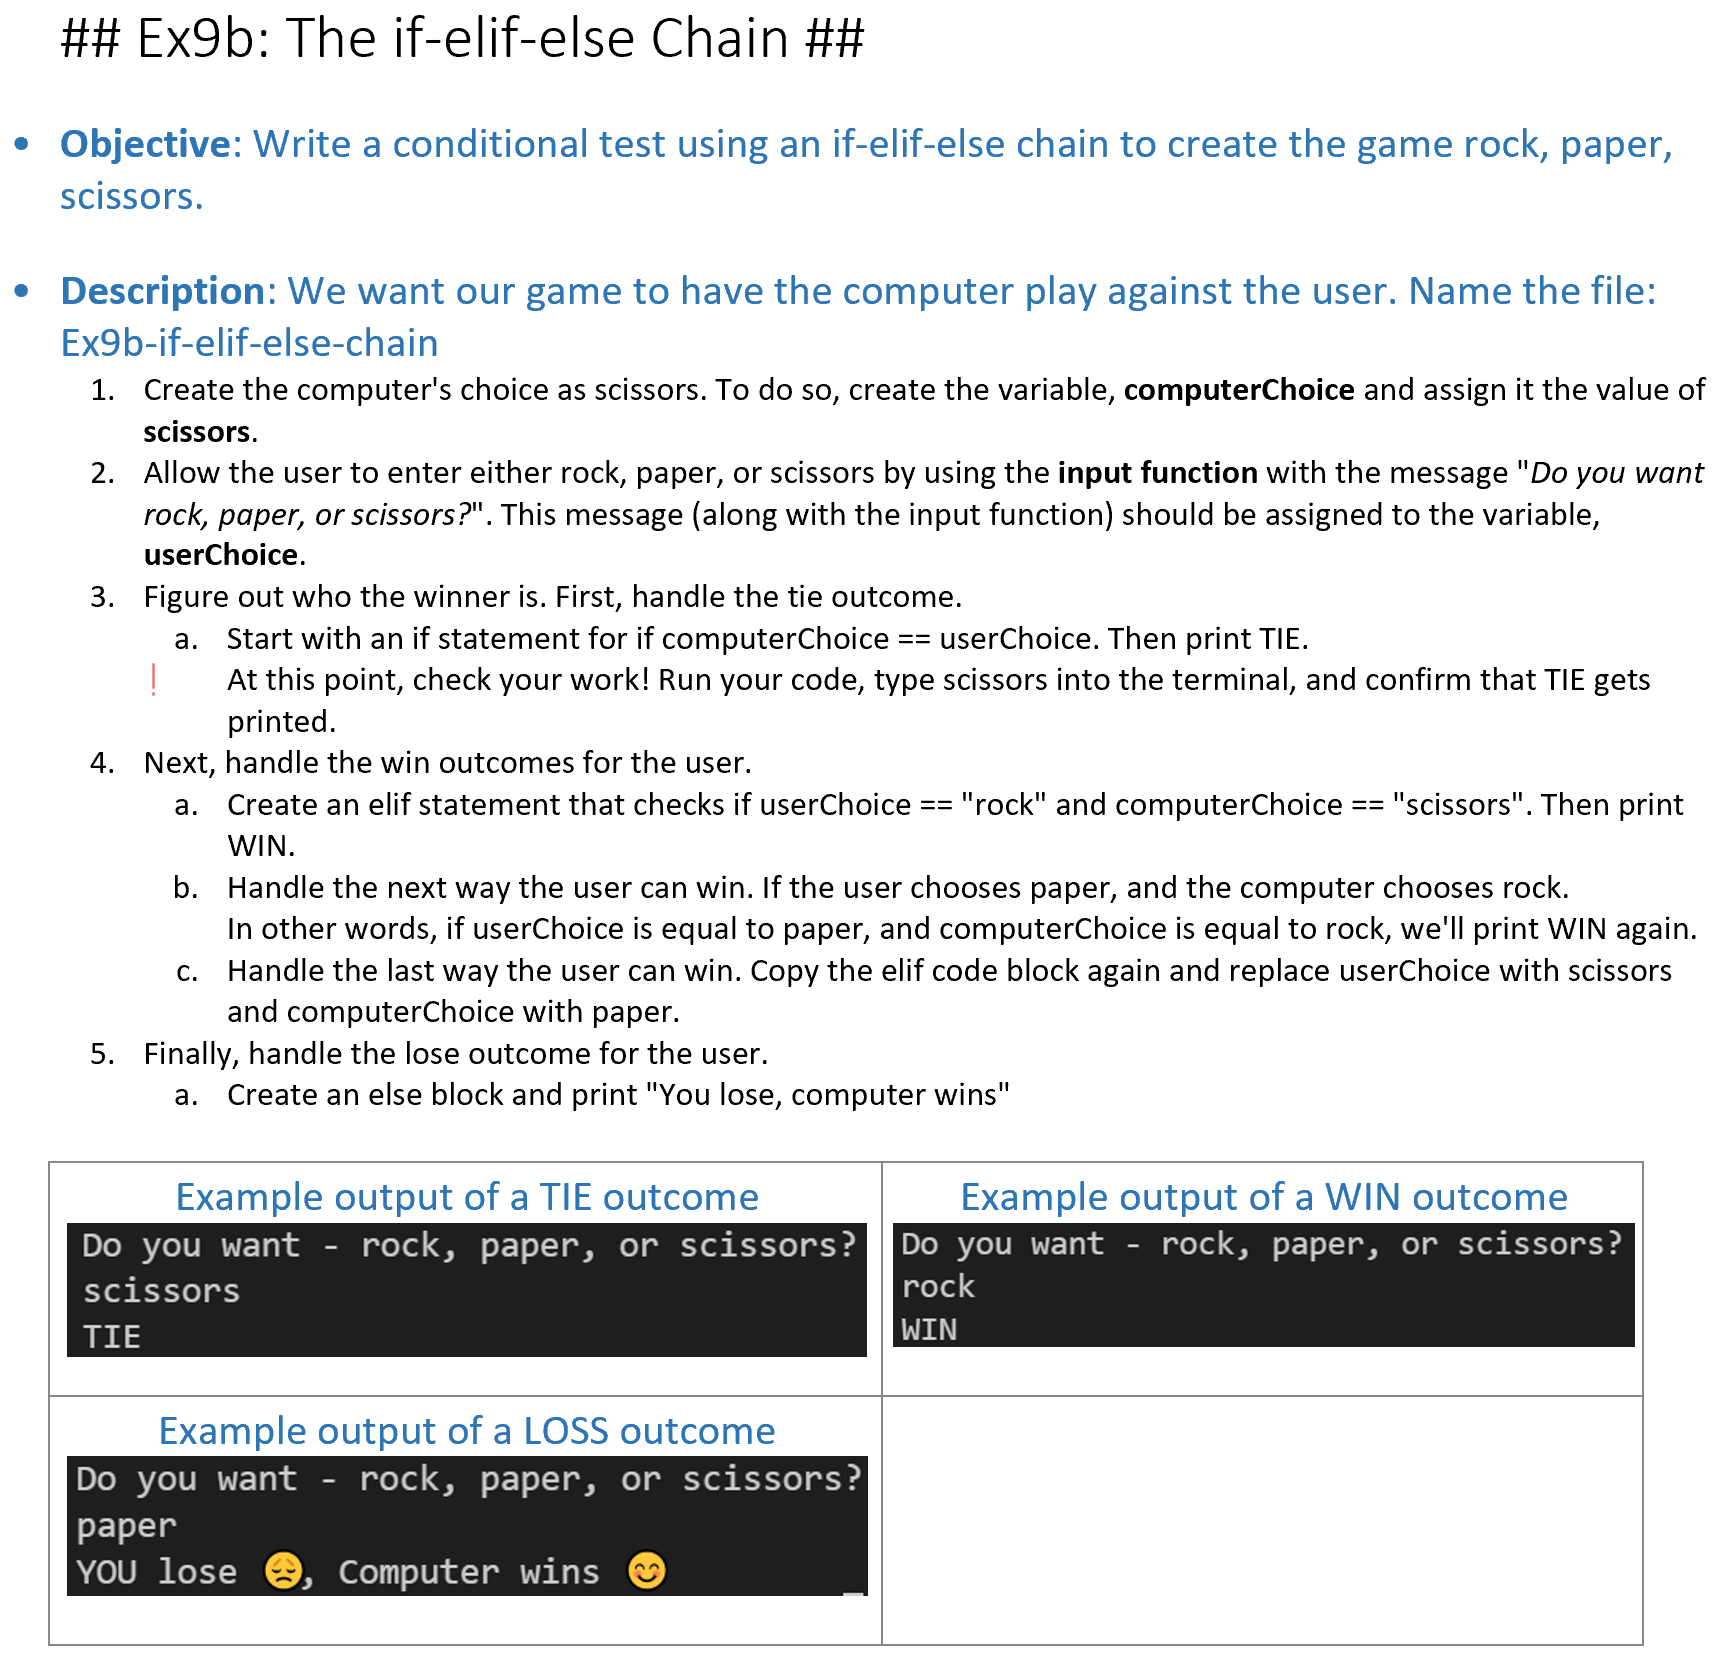 ## Ex9b: The if-elif-else Chain ##
• Objective: Write a conditional test using an if-elif-else chain to create the game rock, paper,
scissors.
• Description: We want our game to have the computer play against the user. Name the file:
Ex9b-if-elif-else-chain
1. Create the computer's choice as scissors. To do so, create the variable, computerChoice and assign it the value of
scissors.
2. Allow the user to enter either rock, paper, or scissors by using the input function with the message "Do you want
rock, paper, or scissors?". This message (along with the input function) should be assigned to the variable,
userChoice.
3. Figure out who the winner is. First, handle the tie outcome.
a. Start with an if statement for if computerChoice == userChoice. Then print TIE.
! At this point, check your work! Run your code, type scissors into the terminal, and confirm that TIE gets
printed.
4. Next, handle the win outcomes for the user.
a. Create an elif statement that checks if userChoice == "rock" and computerChoice == "scissors". Then print
WIN.
b. Handle the next way the user can win. If the user chooses paper, and the computer chooses rock.
In other words, if userChoice is equal to paper, and computerChoice is equal to rock, we'll print WIN again.
c. Handle the last way the user can win. Copy the elif code block again and replace userChoice with scissors
and computerChoice with paper.
5. Finally, handle the lose outcome for the user.
a. Create an else block and print "You lose, computer wins"
Example output of a TIE outcome
Do you want - rock, paper, or scissors?
scissors
TIE
Example output of a WIN outcome
Do you want - rock, paper, or scissors?
rock
WIN
Example output of a LOSS outcome
Do you want - rock, paper, or scissors?
paper
YOU lose 😔, Computer wins 😊